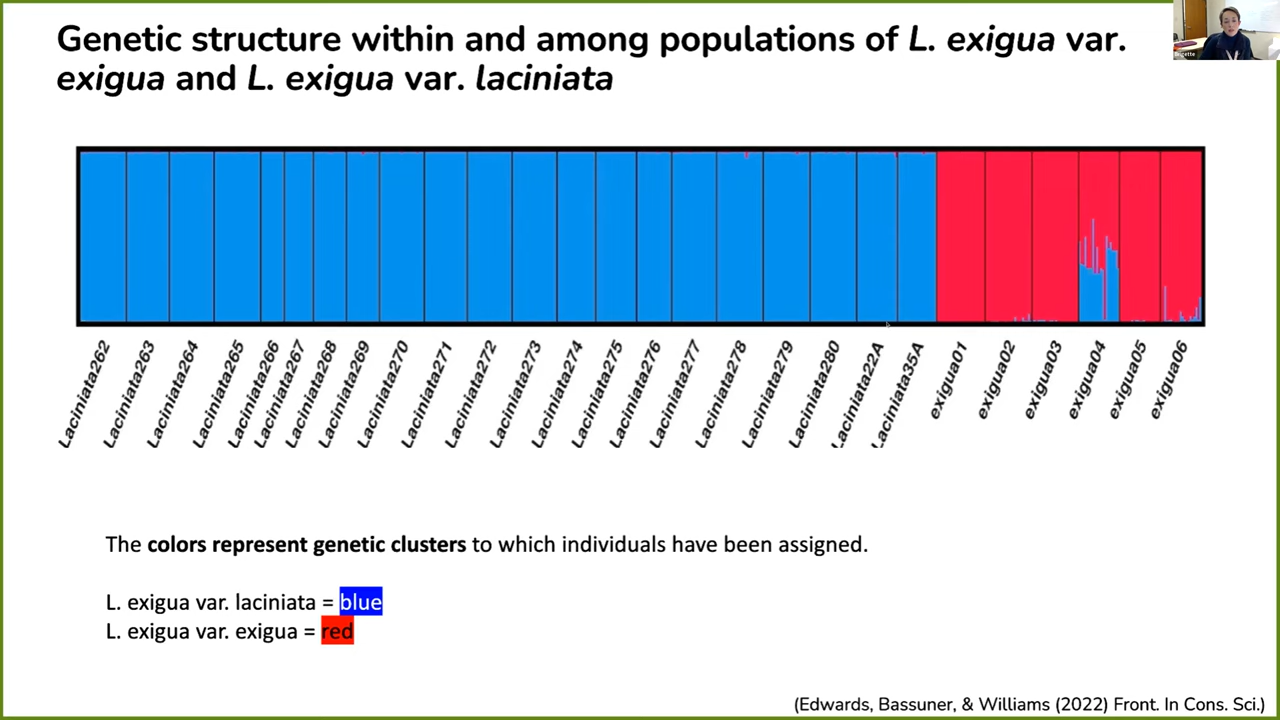 Genetic structure within and among populations of L. exigua var.
exigua and L. exigua var. laciniata
Laciniata262
Laciniata263
Laciniata264
Laciniata265
Laciniata266
Laciniata267
Laciniata268
Laciniata269
Laciniata270
Laciniata271
Laciniata272
Laciniata273
Laciniata274
Laciniata275
Laciniata276
Laciniata277
Laciniata278
Laciniata279
Laciniata280
Laciniata22A
Laciniata35A
exigua01
exigua02
exigua03
exigua04
exigua05
exigua06
The colors represent genetic clusters to which individuals have been assigned.
L. exigua var. laciniata = blue
L. exigua var. exigua = red
(Edwards, Bassuner, & Williams (2022) Front. In Cons. Sci.)